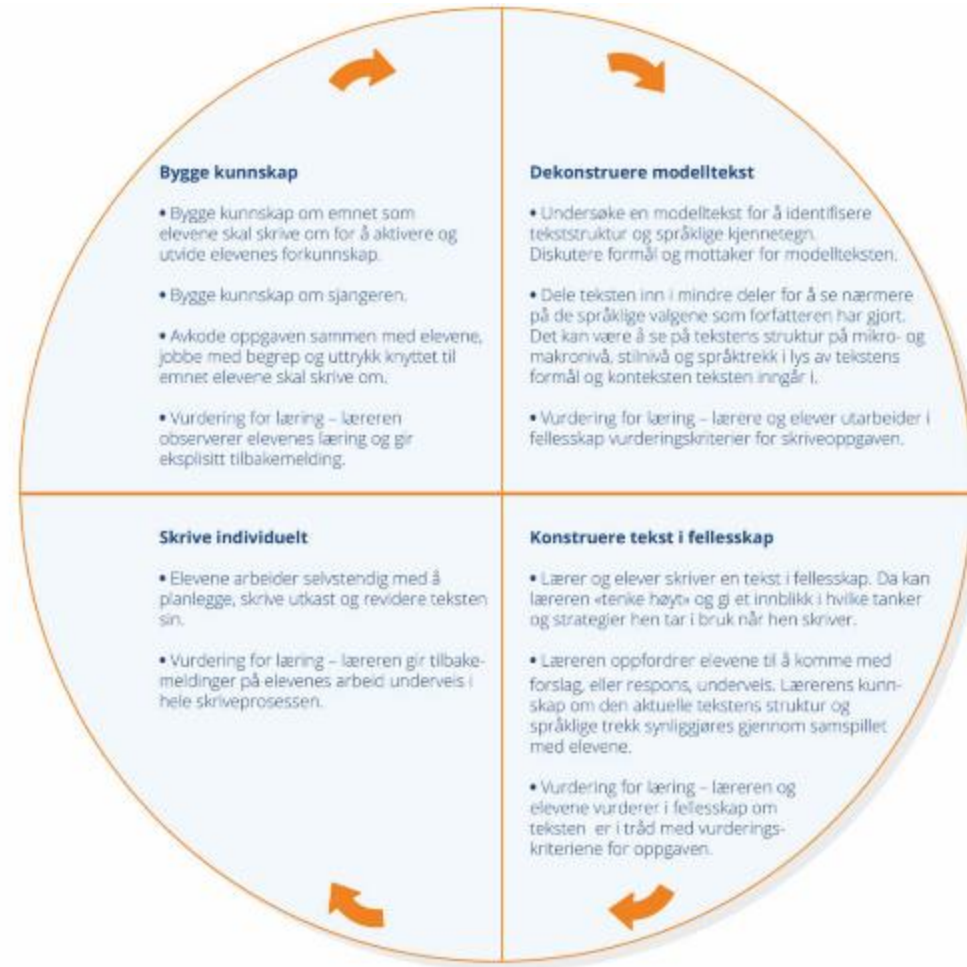 Bygge kunnskap
• Bygge kunnskap om emnet som
elevene skal skrive om for å aktivere og
utvide elevenes forkunnskap.
• Bygge kunnskap om sjangeren.
• Avkode oppgaven sammen med elevene,
jobbe med begrep og uttrykk knyttet til
emnet elevene skal skrive om.
• Vurdering for læring – læreren
observerer elevenes læring og gir
eksplisitt tilbakemelding.
Dekonstruere modelltekst
• Undersøke en modelltekst for å identifisere
tekststruktur og språklige kjennetegn.
Diskutere formål og mottaker for modellteksten.
• Dele teksten inn i mindre deler for å se nærmere
på de språklige valgene som forfatteren har gjort.
Det kan være å se på tekstens struktur på mikro- og
makronivå, stilnivå og språktrekk i lys av tekstens
formål og konteksten teksten inngår i.
• Vurdering for læring – lærere og elever utarbeider i
fellesskap vurderingskriterier for skriveoppgaven.
Skrive individuelt
• Elevene arbeider selvstendig med å
planlegge, skrive utkast og revidere teksten
sin.
• Vurdering for læring – læreren gir tilbake-
meldinger på elevenes arbeid underveis i
hele skriveprosessen.
Konstruere tekst i fellesskap
• Lærer og elever skriver en tekst i fellesskap. Da kan
læreren «tenke høyt» og gi et innblikk i hvilke tanker
og strategier hen tar i bruk når hen skriver.
• Læreren oppfordrer elevene til å komme med
forslag, eller respons, underveis. Lærerens kunn-
skap om den aktuelle tekstens struktur og
språklige trekk synliggjøres gjennom samspillet
med elevene.
• Vurdering for læring – læreren og
elevene vurderer i fellesskap om
teksten er i tråd med vurderings-
kriteriene for oppgaven.